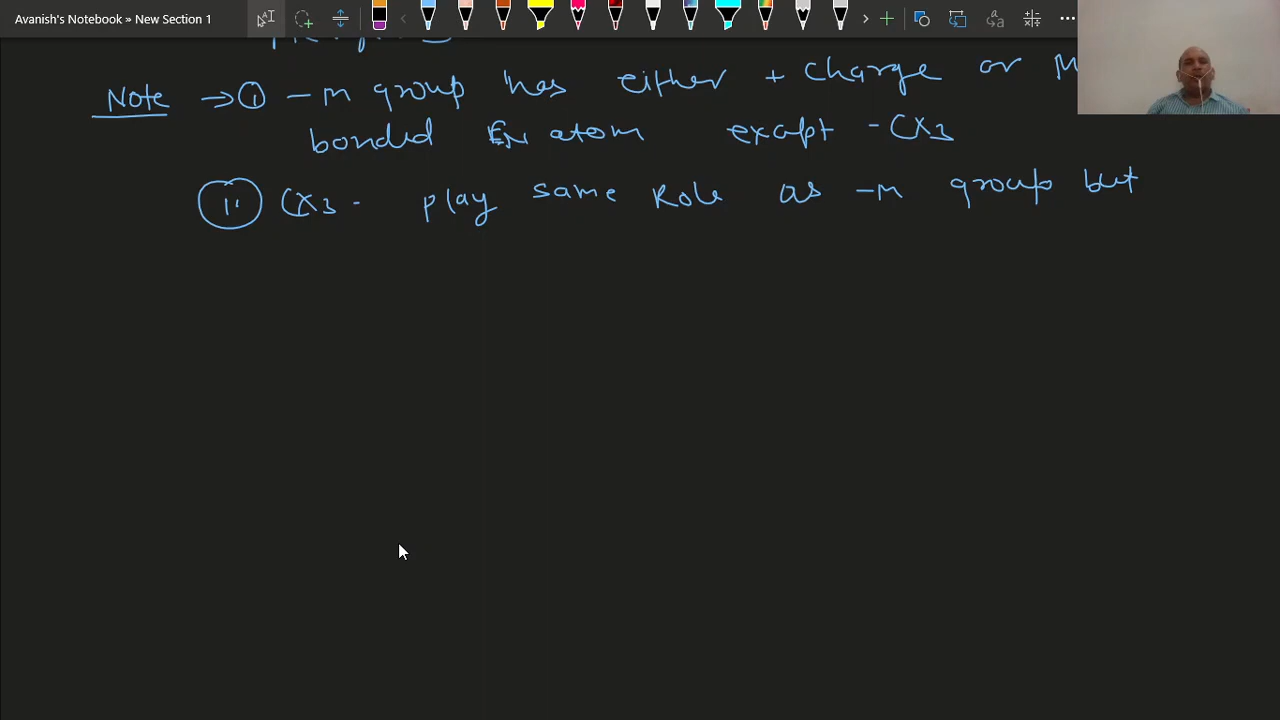 Avanish's Notebook » New Section 1
Note → ① - m group has either + charge or M
bonded EN atom except - CX3
ii CX3 - play same Role as -m group but